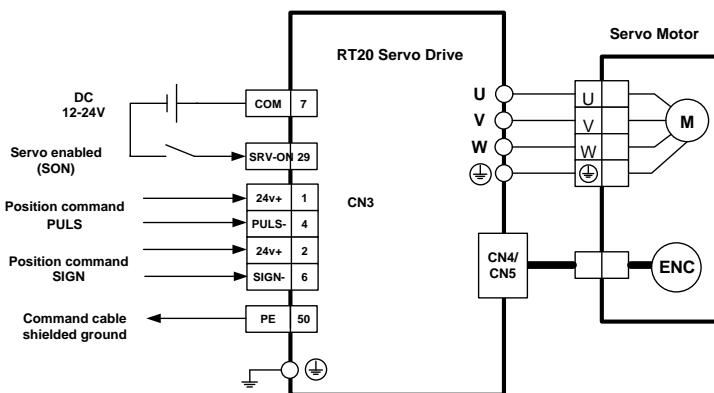 Servo Motor
RT20 Servo Drive
DC
12-24V
COM 7
Servo enabled
(SON)
SRV-ON 29
Position command
PULS
24v+ 1
PULS- 4
Position command
SIGN
24v+ 2
SIGN- 6
Command cable
shielded ground
PE 50
CN3
U
V
W
U
V
W
M
CN4/
CN5
ENC